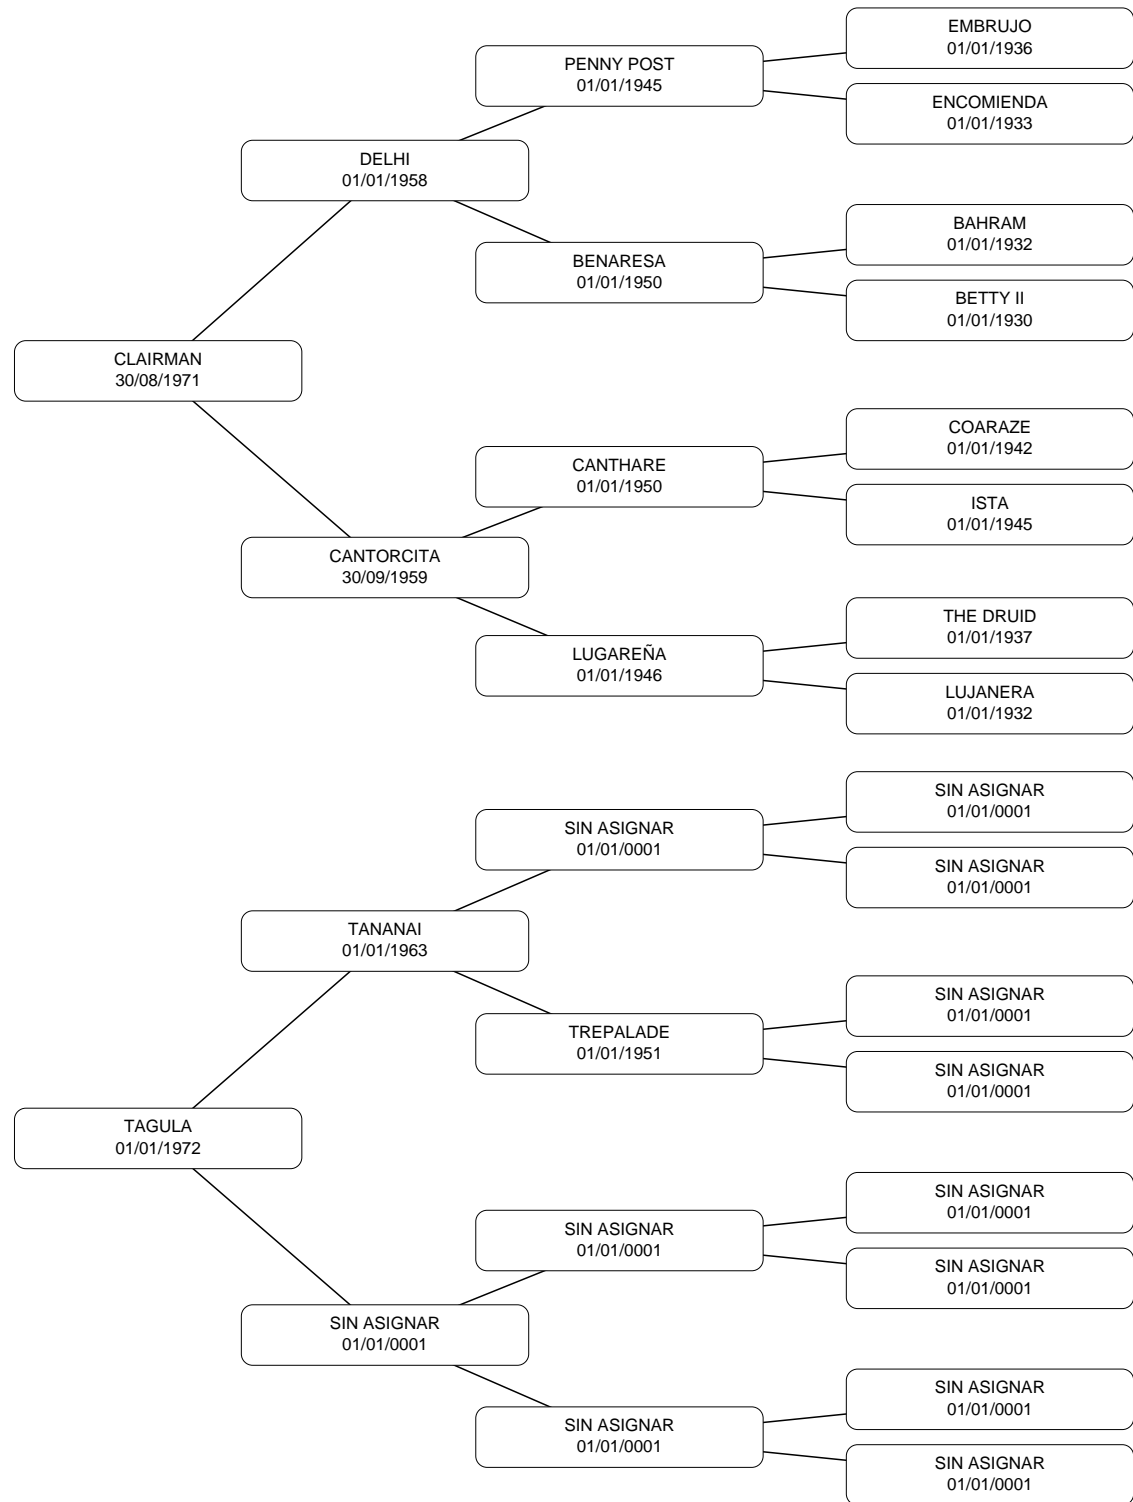 EMBRUJO
01/01/1936
PENNY POST
01/01/1945
ENCOMIENDA
01/01/1933
DELHI
01/01/1958
BAHRAM
01/01/1932
BENARESA
01/01/1950
BETTY II
01/01/1930
CLAIRMAN
30/08/1971
COARAZE
01/01/1942
CANTHARE
01/01/1950
ISTA
01/01/1945
CANTORCITA
30/09/1959
THE DRUID
01/01/1937
LUGAREÑA
01/01/1946
LUJANERA
01/01/1932
SIN ASIGNAR
01/01/0001
SIN ASIGNAR
01/01/0001
SIN ASIGNAR
01/01/0001
TANANAI
01/01/1963
SIN ASIGNAR
01/01/0001
TREPALADE
01/01/1951
SIN ASIGNAR
01/01/0001
TAGULA
01/01/1972
SIN ASIGNAR
01/01/0001
SIN ASIGNAR
01/01/0001
SIN ASIGNAR
01/01/0001
SIN ASIGNAR
01/01/0001
SIN ASIGNAR
01/01/0001
SIN ASIGNAR
01/01/0001
SIN ASIGNAR
01/01/0001